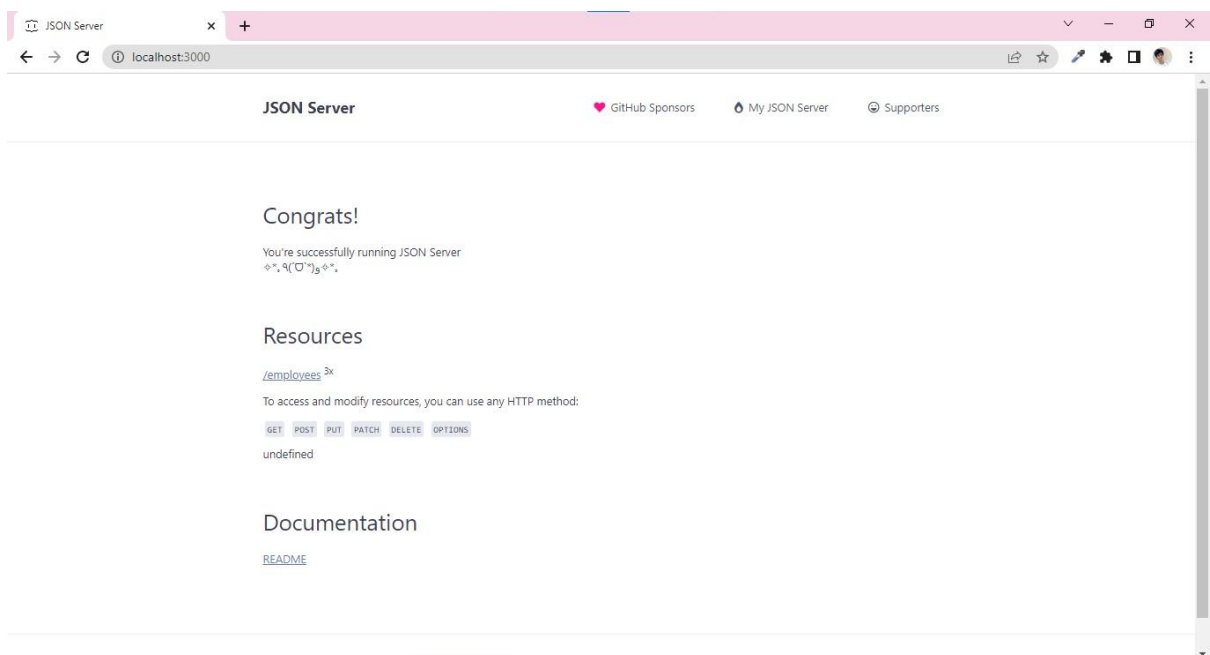 JSON Server
localhost:3000
JSON Server GitHub Sponsors My JSON Server Supporters
Congrats!
You're successfully running JSON Server
✧*｡٩(ˊᗜˋ*)و✧*｡
Resources
/employees 3x
To access and modify resources, you can use any HTTP method:
GET POST PUT PATCH DELETE OPTIONS
undefined
Documentation
README